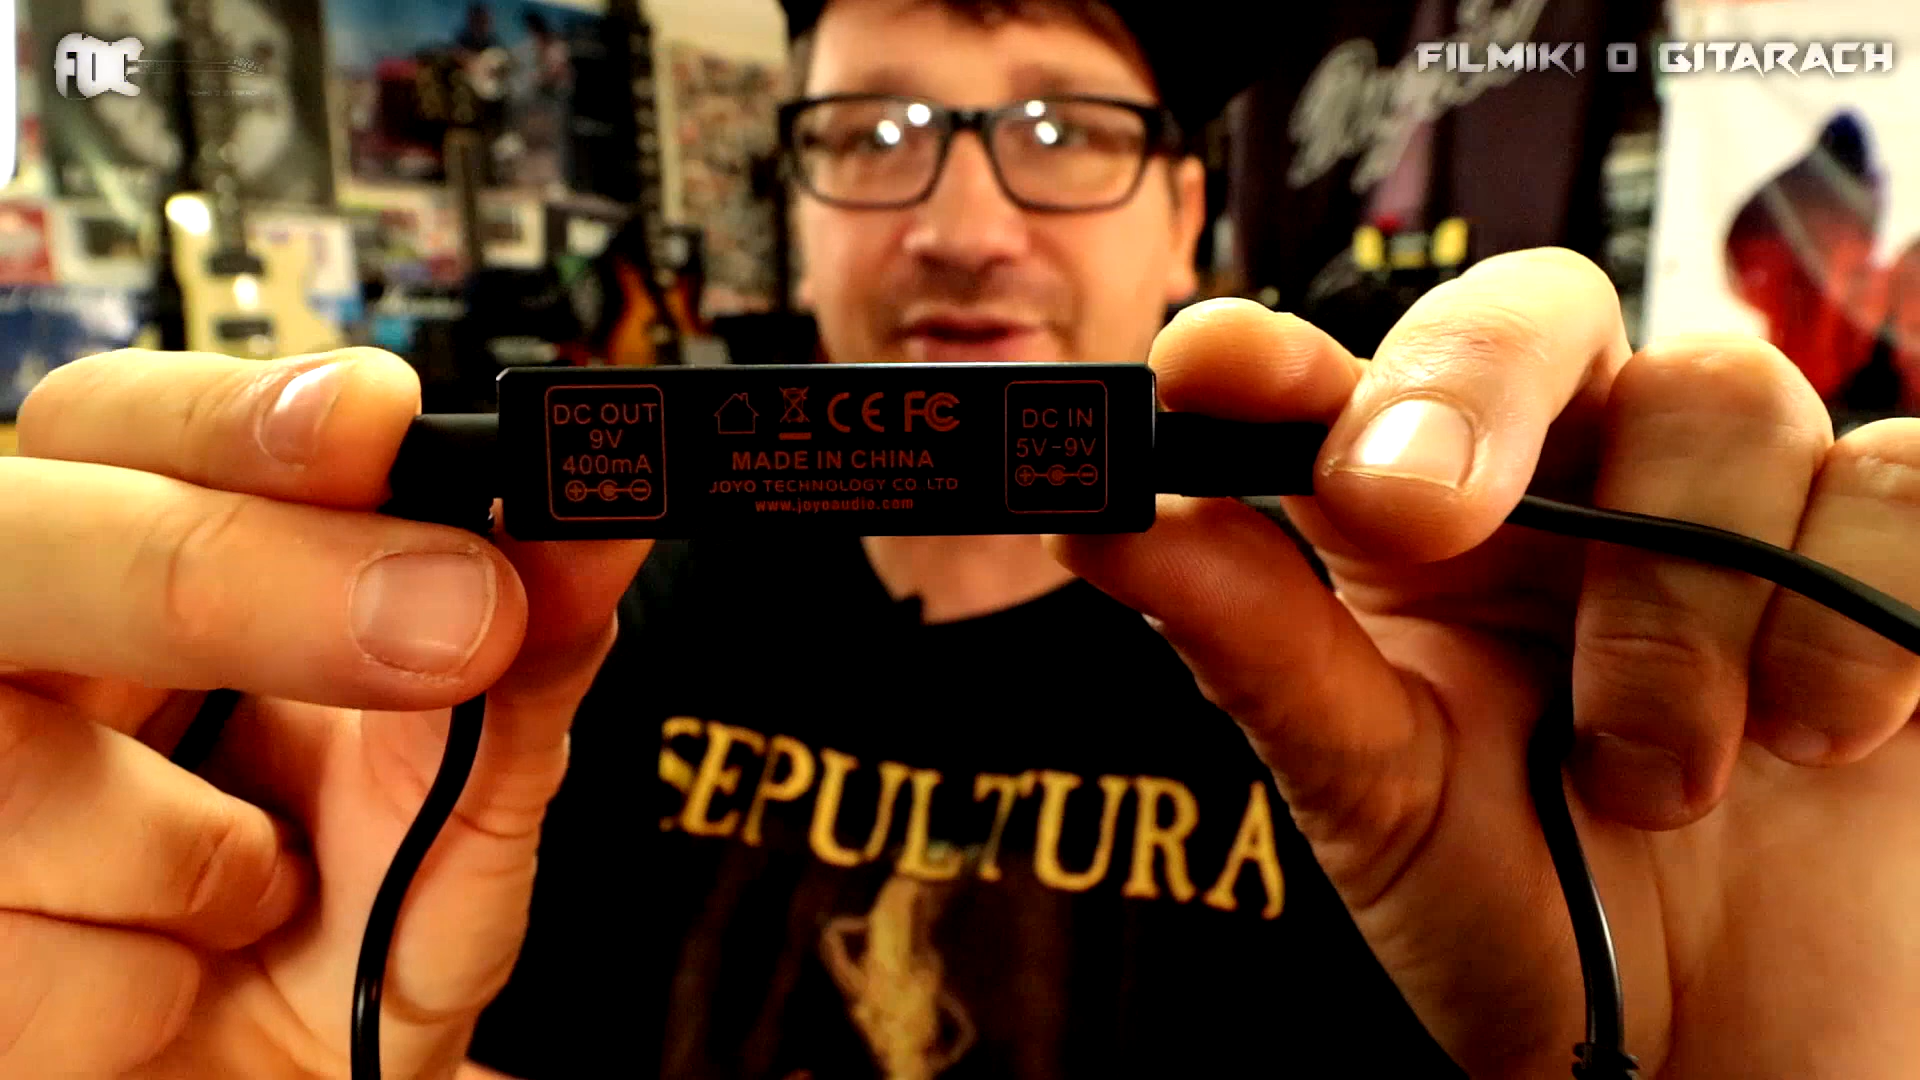 FOG
FILMIKI O GITARACH
DC OUT
9V
400mA
CE FC
MADE IN CHINA
JOYO TECHNOLOGY CO LTD
www.joyoaudio.com
DC IN
5V-9V
SEPULTURA